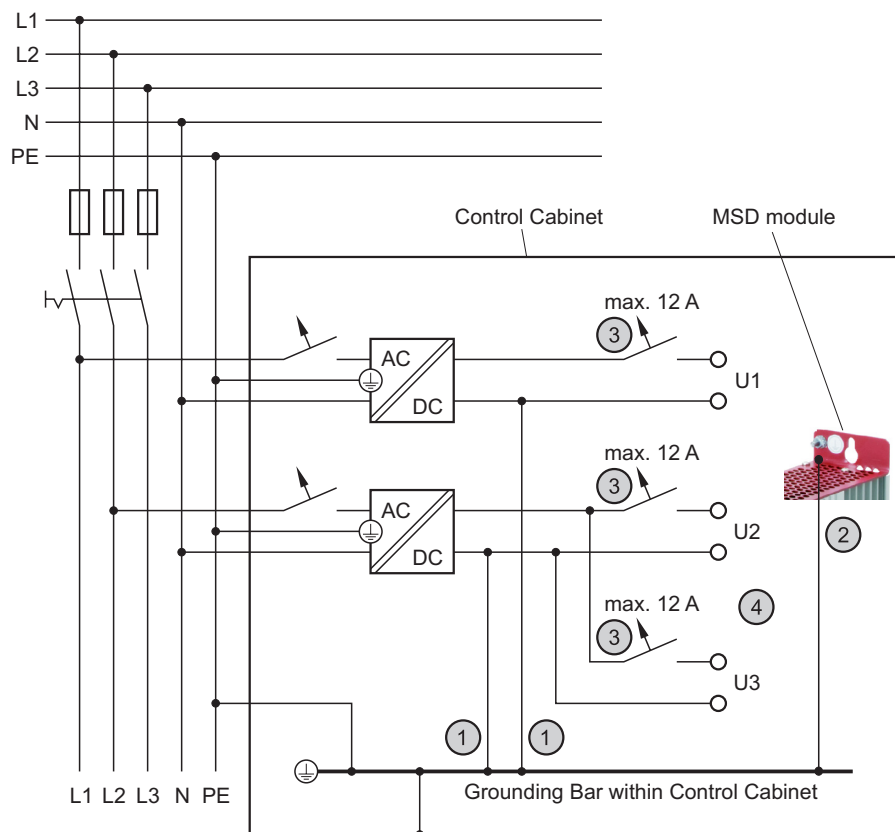 L1
L2
L3
N
PE
Control Cabinet
MSD module
max. 12 A
3
AC
DC
U1
max. 12 A
3
AC
DC
U2
2
max. 12 A
4
3
U3
1
1
L1 L2 L3 N PE
Grounding Bar within Control Cabinet